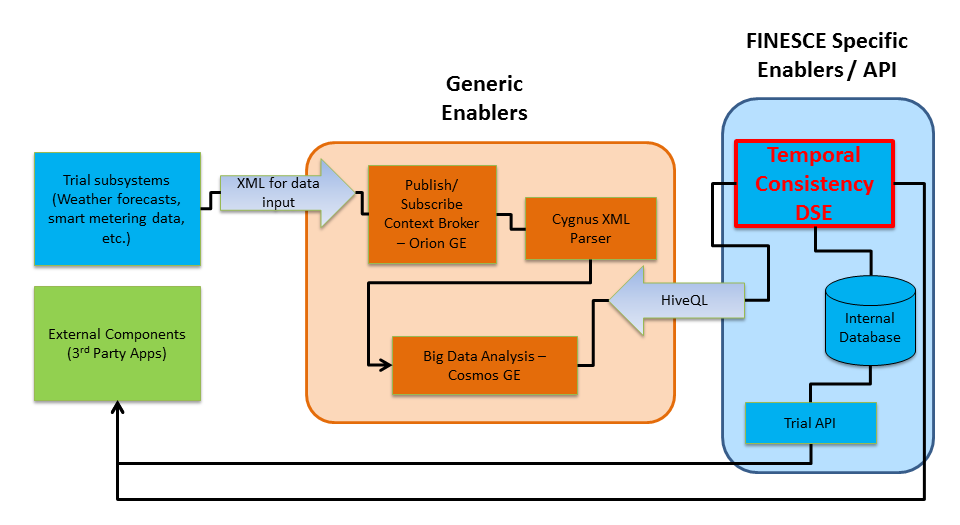 FINESCE Specific
Enablers / API
Generic
Enablers
Trial subsystems
(Weather forecasts,
smart metering data,
etc.)
XML for data
input
Publish/
Subscribe
Context Broker
– Orion GE
Cygnus XML
Parser
Temporal
Consistency
DSE
External Components
(3rd Party Apps)
HiveQL
Internal
Database
Big Data Analysis –
Cosmos GE
Trial API